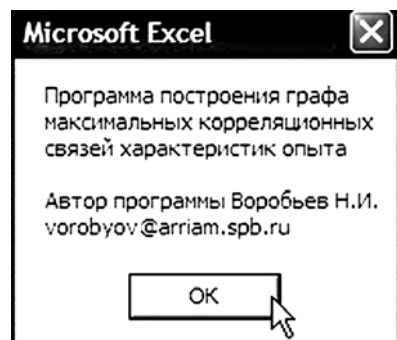 Microsoft Excel
Программа построения графа
максимальных корреляционных
связей характеристик опыта
Автор программы Воробьев Н.И.
vorobyov@arriam.spb.ru
OK